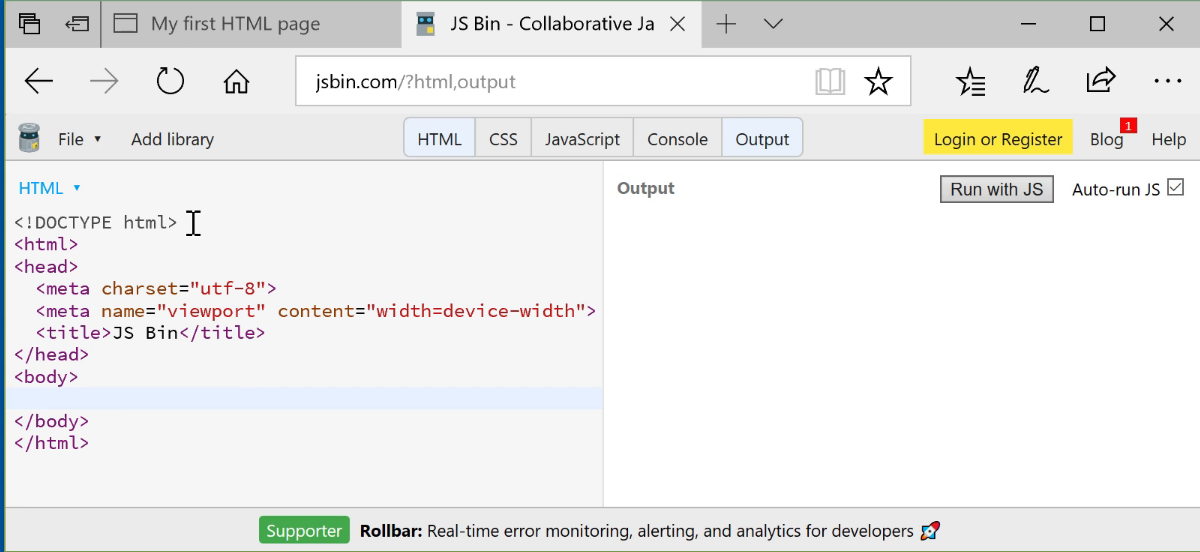 My first HTML page
JS Bin - Collaborative Ja
jsbin.com/?html,output
File ▾ Add library HTML CSS JavaScript Console Output Login or Register Blog 1 Help
HTML ▾
Output Run with JS Auto-run JS
<!DOCTYPE html>
<html>
<head>
  <meta charset="utf-8">
  <meta name="viewport" content="width=device-width">
  <title>JS Bin</title>
</head>
<body>
</body>
</html>
Supporter Rollbar: Real-time error monitoring, alerting, and analytics for developers 🚀